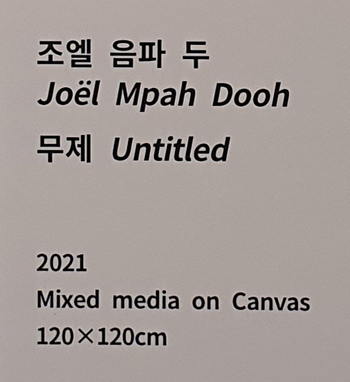 조엘 음파 두
Joël Mpah Dooh
무제 Untitled
2021
Mixed media on Canvas
120×120cm